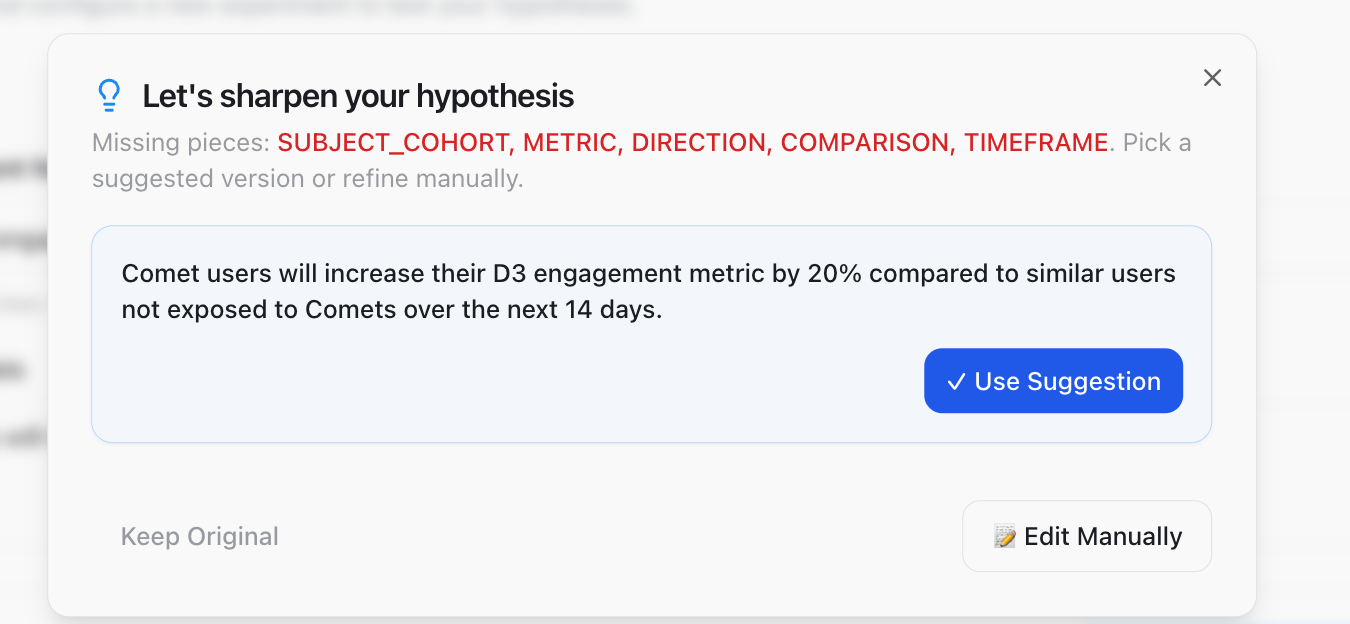 Let's sharpen your hypothesis
Missing pieces: SUBJECT_COHORT, METRIC, DIRECTION, COMPARISON, TIMEFRAME. Pick a
suggested version or refine manually.
Comet users will increase their D3 engagement metric by 20% compared to similar users
not exposed to Comets over the next 14 days.
✓ Use Suggestion
Keep Original
📝 Edit Manually